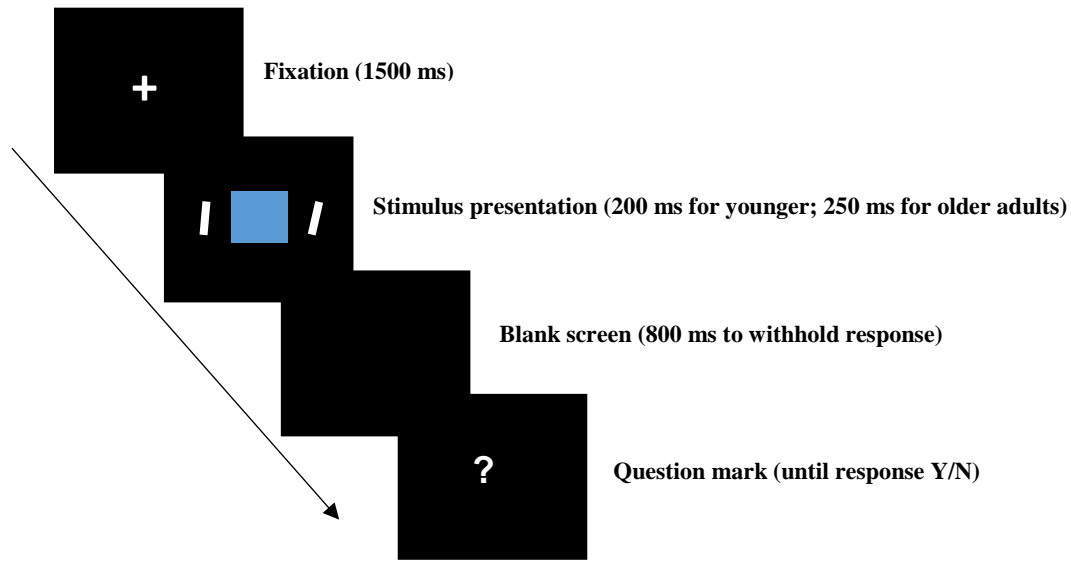 +
Fixation (1500 ms)
Stimulus presentation (200 ms for younger; 250 ms for older adults)
Blank screen (800 ms to withhold response)
?
Question mark (until response Y/N)